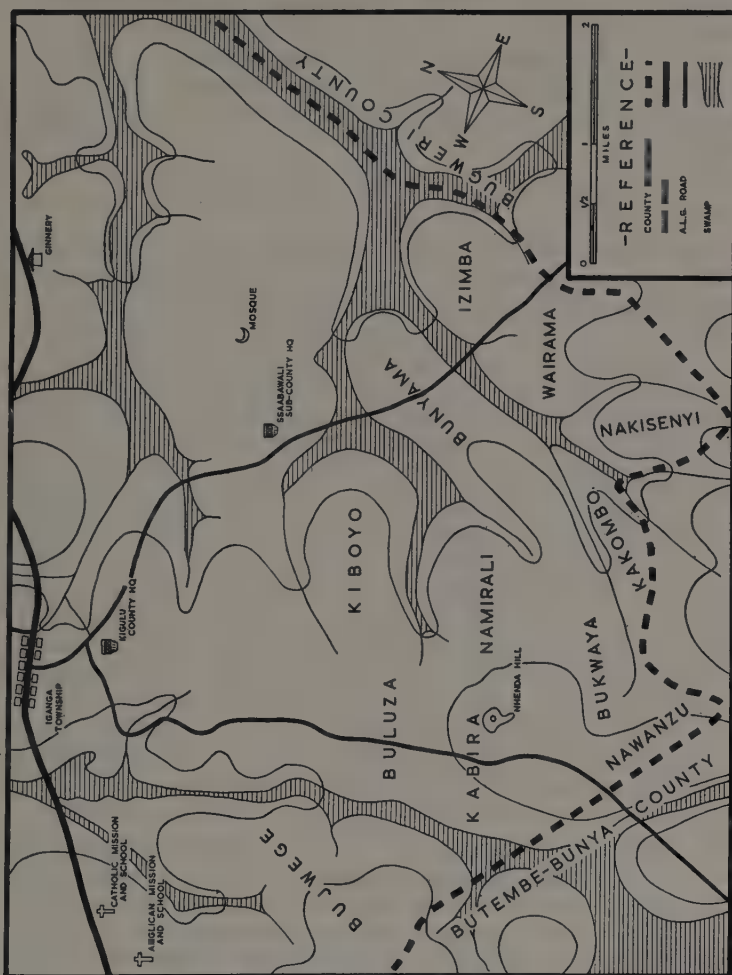 GINNERY
MOSQUE
SSAABAWALI
SUB-COUNTY HQ
KIGULU
COUNTY HQ
IGANGA
TOWNSHIP
CATHOLIC MISSION
AND SCHOOL
ANGLICAN MISSION
AND SCHOOL
BUGWERI COUNTY
N
E
S
W
IZIMBA
WAIRAMA
BUNYAMA
NAKISENYI
KIBOYO
KAKOMBO
NAMIRALI
BUKWAYA
BULUZA
KABIRA
NHENDA HILL
NAWANZU
BUJWEGE
BUTEMBE-BUNYA COUNTY
0
1/2
1
2
MILES
-REFERENCE-
COUNTY
A.L.G. ROAD
SWAMP